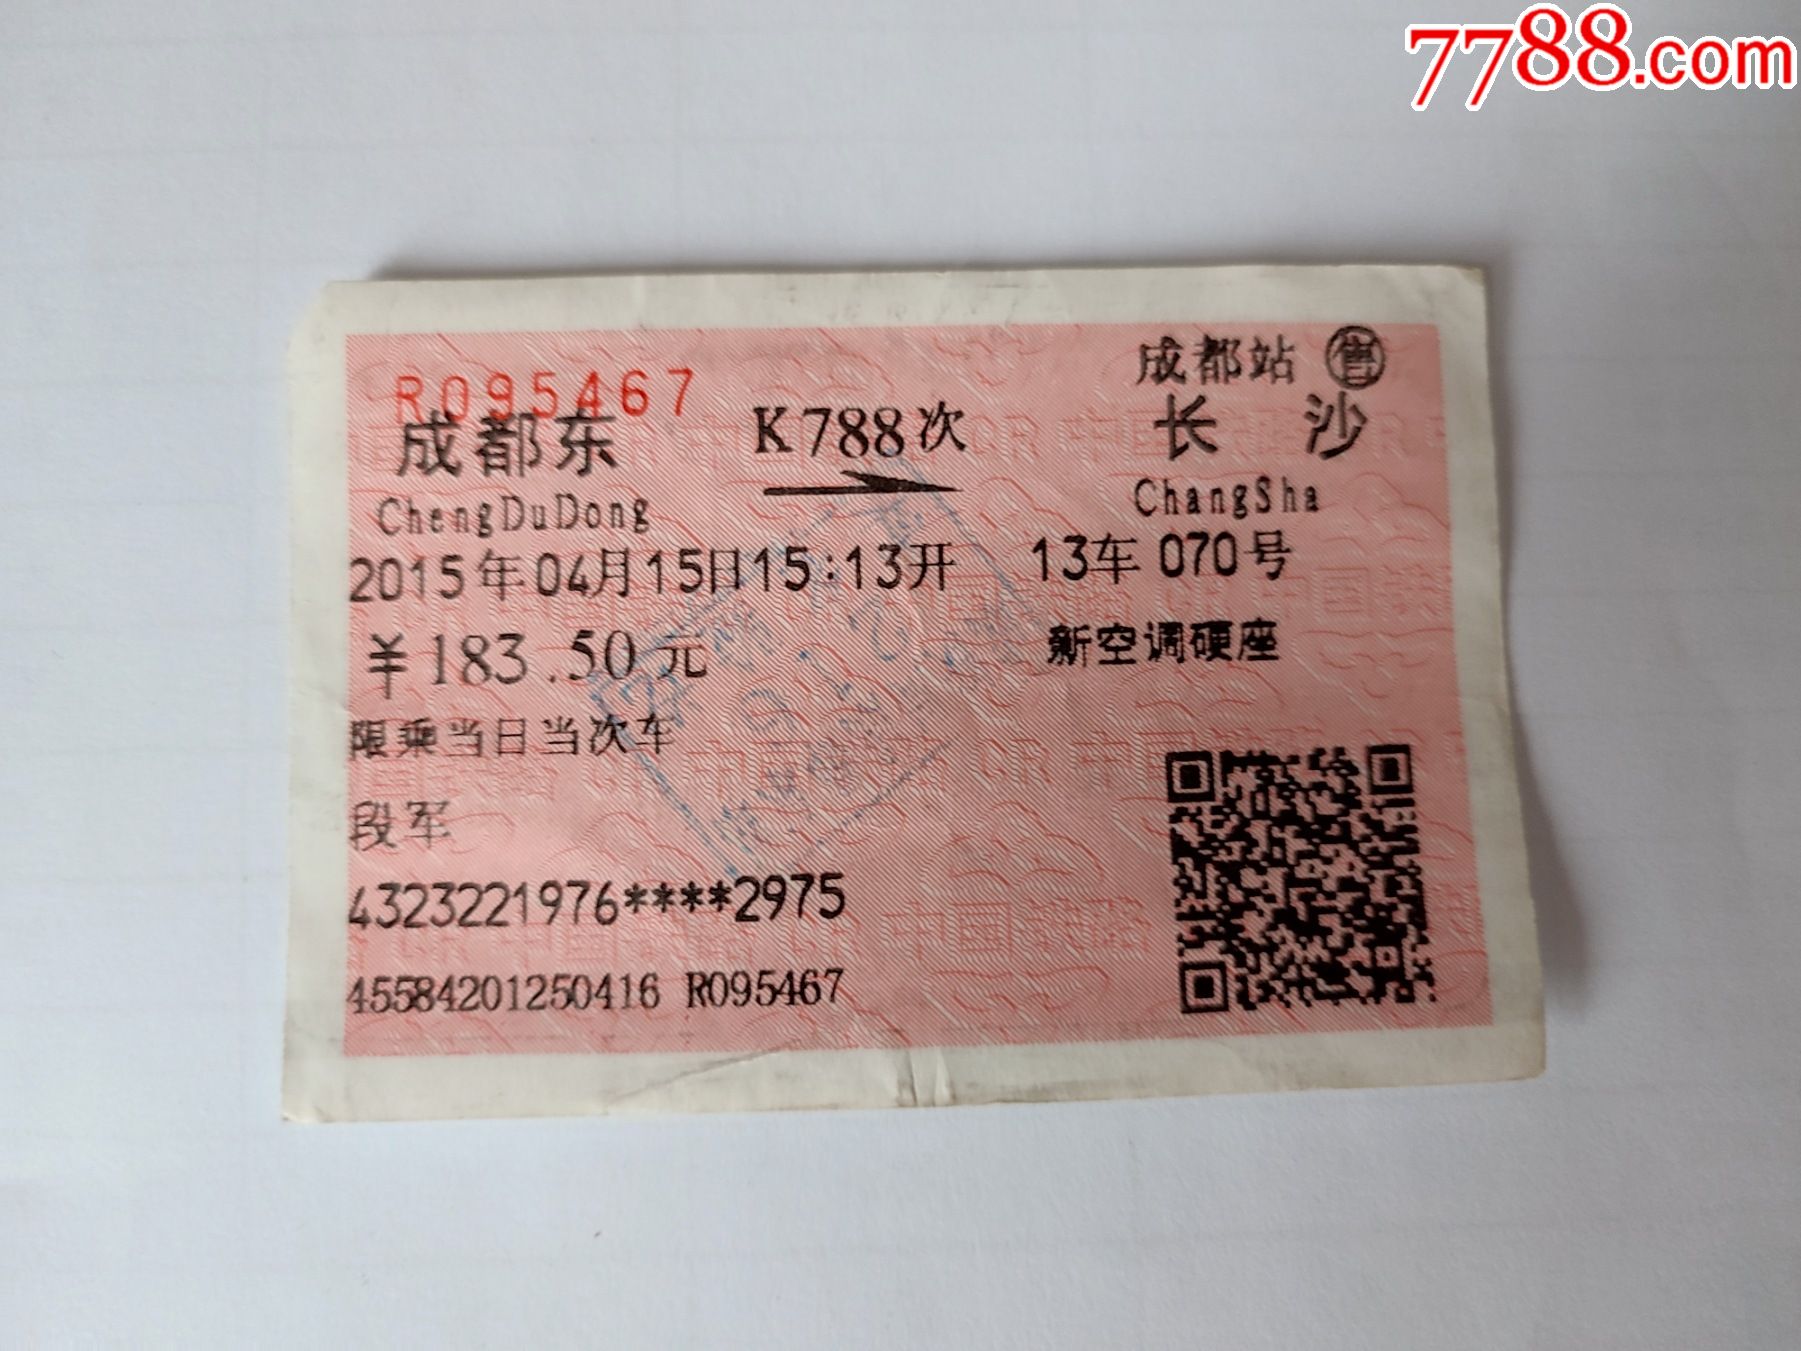 7788.com
成都站 售
R095467
成都东 K788次 长沙
ChengDuDong ChangSha
2015年04月15日15:13开 13车070号
￥183.50元 新空调硬座
限乘当日当次车
段军
4323221976****2975
45584201250416 R095467